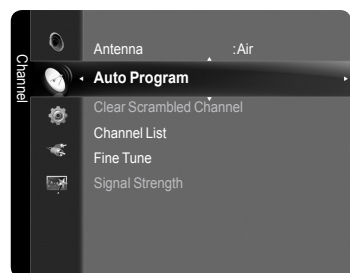 Channel
Antenna :Air
Auto Program
Clear Scrambled Channel
Channel List
Fine Tune
Signal Strength